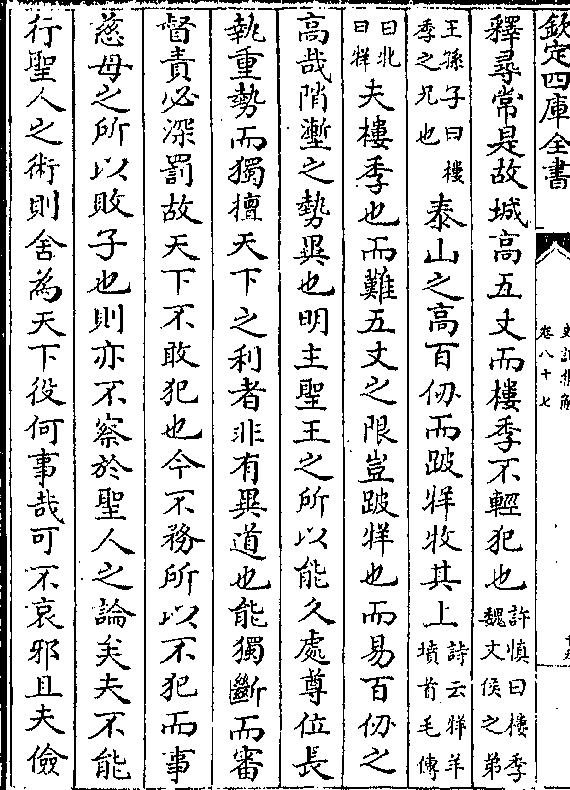 欽定四庫全書
史記集解
卷八十七
釋尋常是故城高五丈而樓季不輕犯也許慎曰樓季魏文侯之弟
王孫子曰樓季之兄也泰山之高百仞而跛牂牧其上詩云牂羊墳首毛傳
曰牝曰牂夫樓季也而難五丈之限豈跛牂也而易百仞之
高哉陗塹之勢異也明主聖王之所以能久處尊位長
執重勢而獨擅天下之利者非有異道也能獨斷而審
督責必深罰故天下不敢犯也今不務所以不犯而事
慈母之所以敗子也則亦不察於聖人之論矣夫不能
行聖人之術則舍為天下役何事哉可不哀邪且夫儉